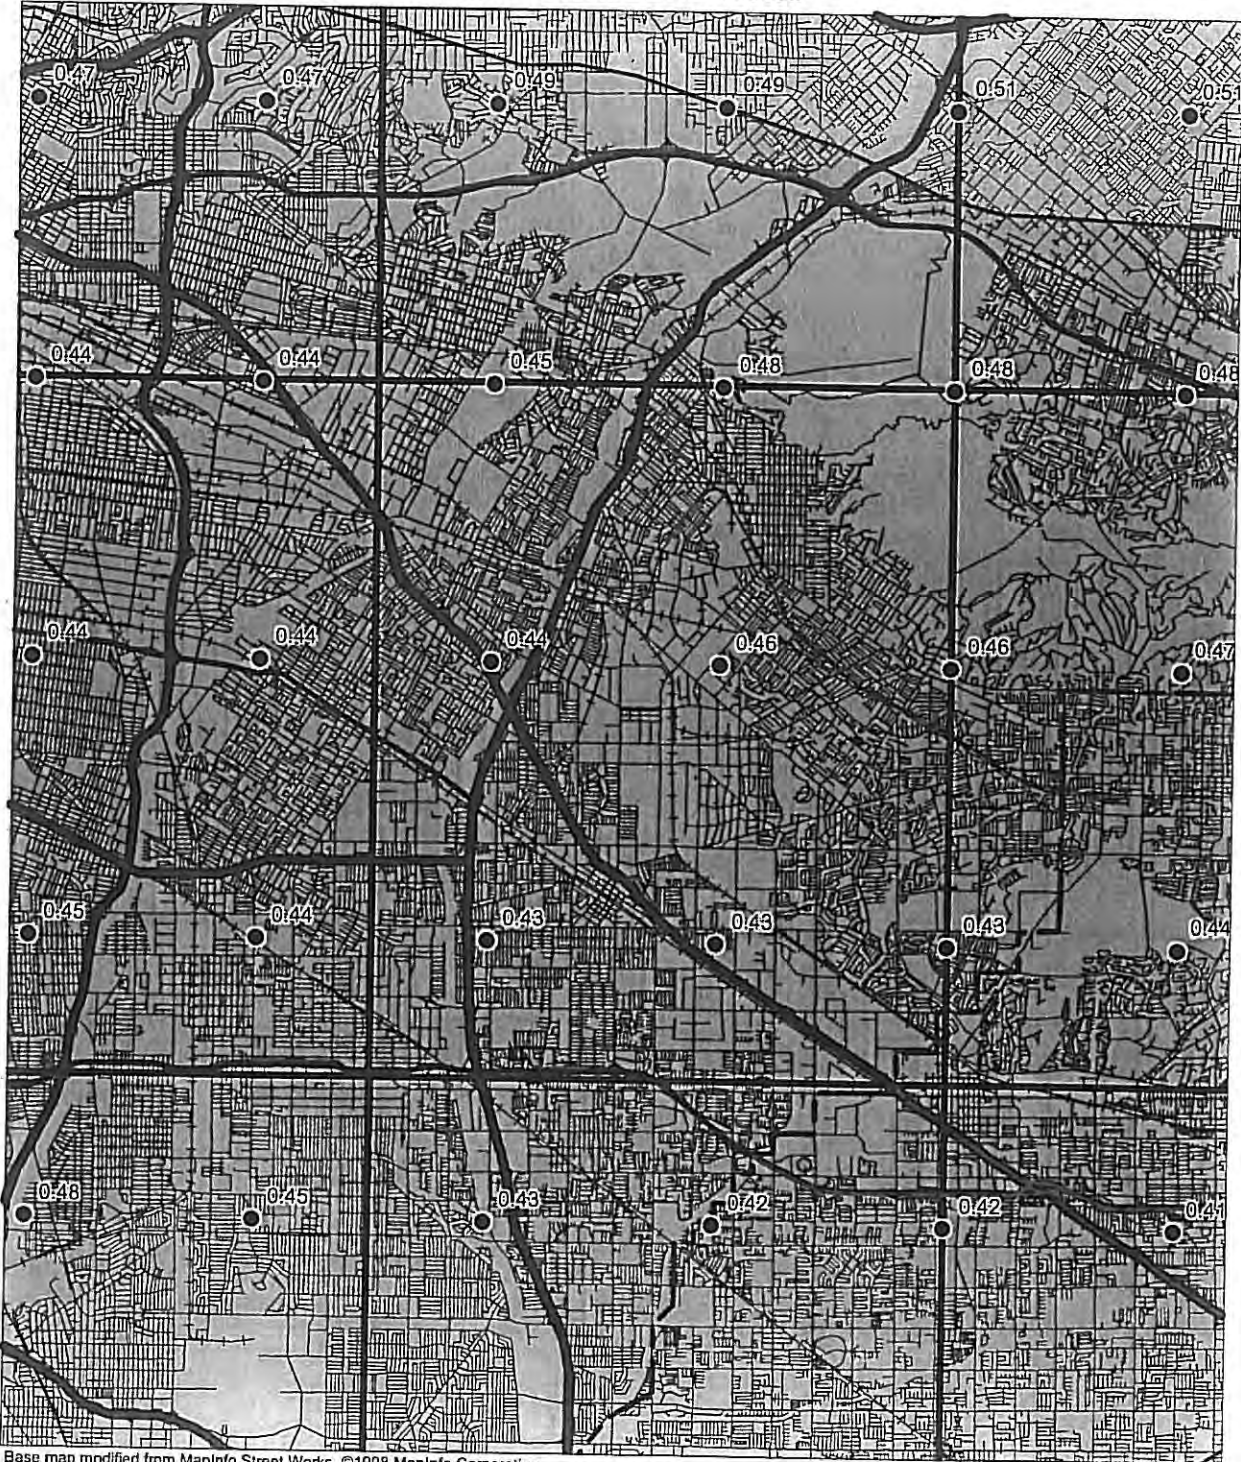 0.47 0.47 0.49 0.49 0.51 0.51
0.44 0.44 0.45 0.48 0.48 0.48
0.44 0.44 0.44 0.46 0.46 0.47
0.45 0.44 0.43 0.43 0.43 0.44
0.48 0.45 0.43 0.42 0.42 0.41
Base map modified from MapInfo Street Works ©1998 MapInfo